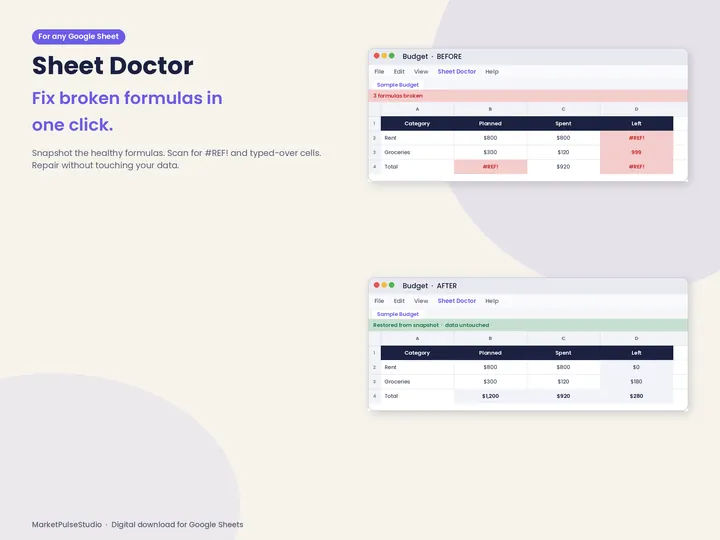 For any Google Sheet
Sheet Doctor
Fix broken formulas in
one click.
Snapshot the healthy formulas. Scan for #REF! and typed-over cells.
Repair without touching your data.
Budget · BEFORE
File Edit View Sheet Doctor Help
Sample Budget
3 formulas broken
A B C D
1 Category Planned Spent Left
2 Rent $800 $800 #REF!
3 Groceries $300 $120 999
4 Total #REF! $920 #REF!
Budget · AFTER
File Edit View Sheet Doctor Help
Sample Budget
Restored from snapshot · data untouched
A B C D
1 Category Planned Spent Left
2 Rent $800 $800 $0
3 Groceries $300 $120 $180
4 Total $1,200 $920 $280
MarketPulseStudio · Digital download for Google Sheets